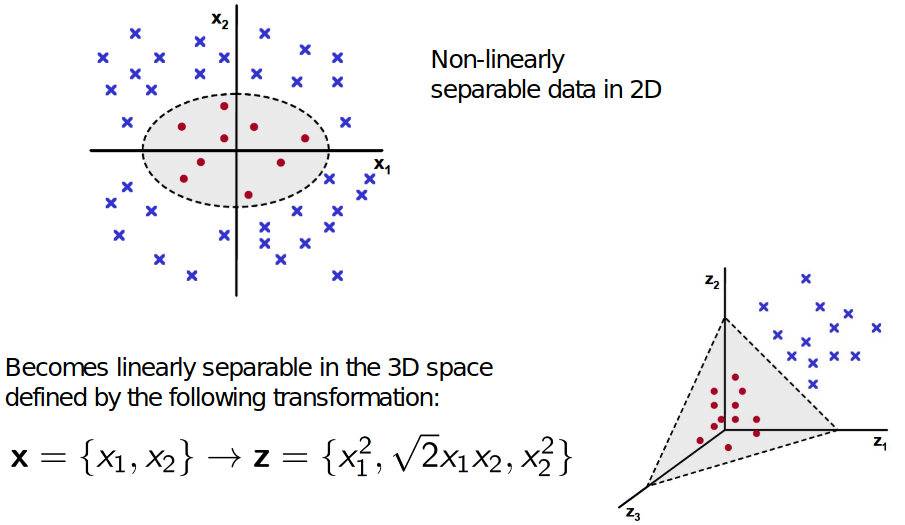 x₂
Non-linearly
separable data in 2D
x₁
z₂
Becomes linearly separable in the 3D space
defined by the following transformation:
z₁
x = {x₁, x₂} → z = {x₁², √2x₁x₂, x₂²}
z₃